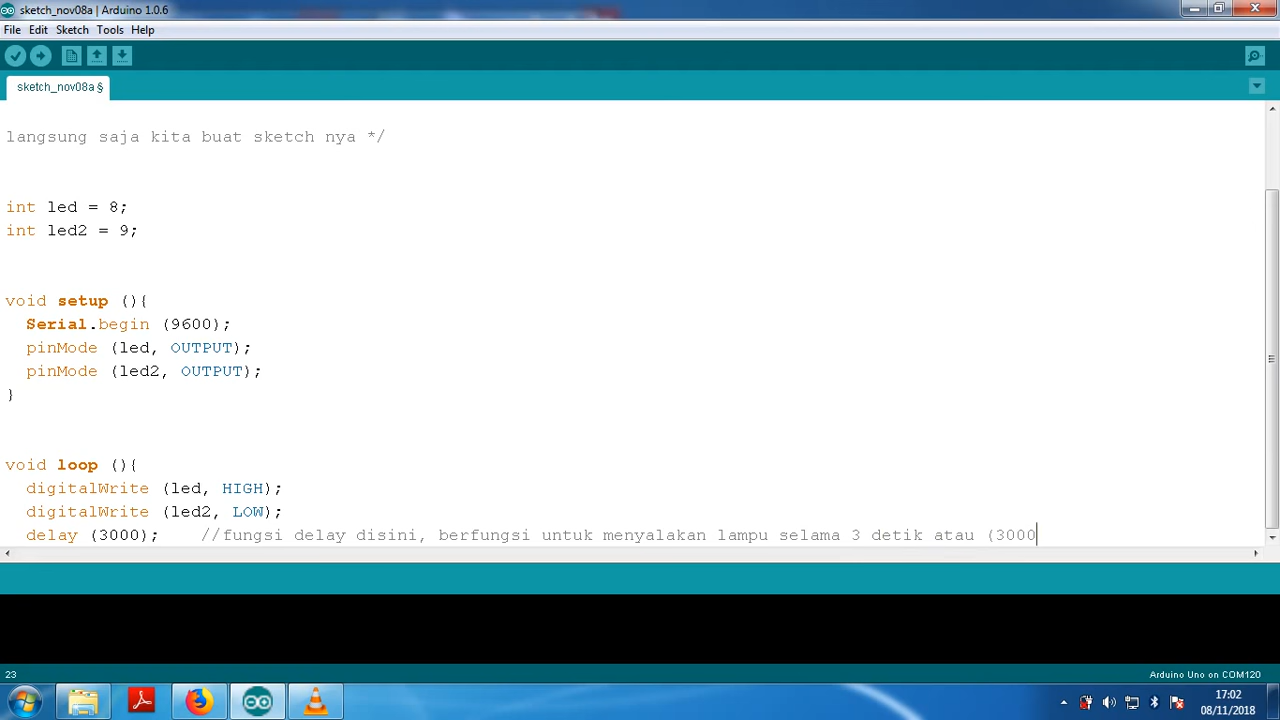 sketch_nov08a | Arduino 1.0.6
File Edit Sketch Tools Help
sketch_nov08a §
langsung saja kita buat sketch nya */
int led = 8;
int led2 = 9;
void setup (){
Serial.begin (9600);
pinMode (led, OUTPUT);
pinMode (led2, OUTPUT);
}
void loop (){
digitalWrite (led, HIGH);
digitalWrite (led2, LOW);
delay (3000); //fungsi delay disini, berfungsi untuk menyalakan lampu selama 3 detik atau (3000
23
Arduino Uno on COM120
17:02
08/11/2018